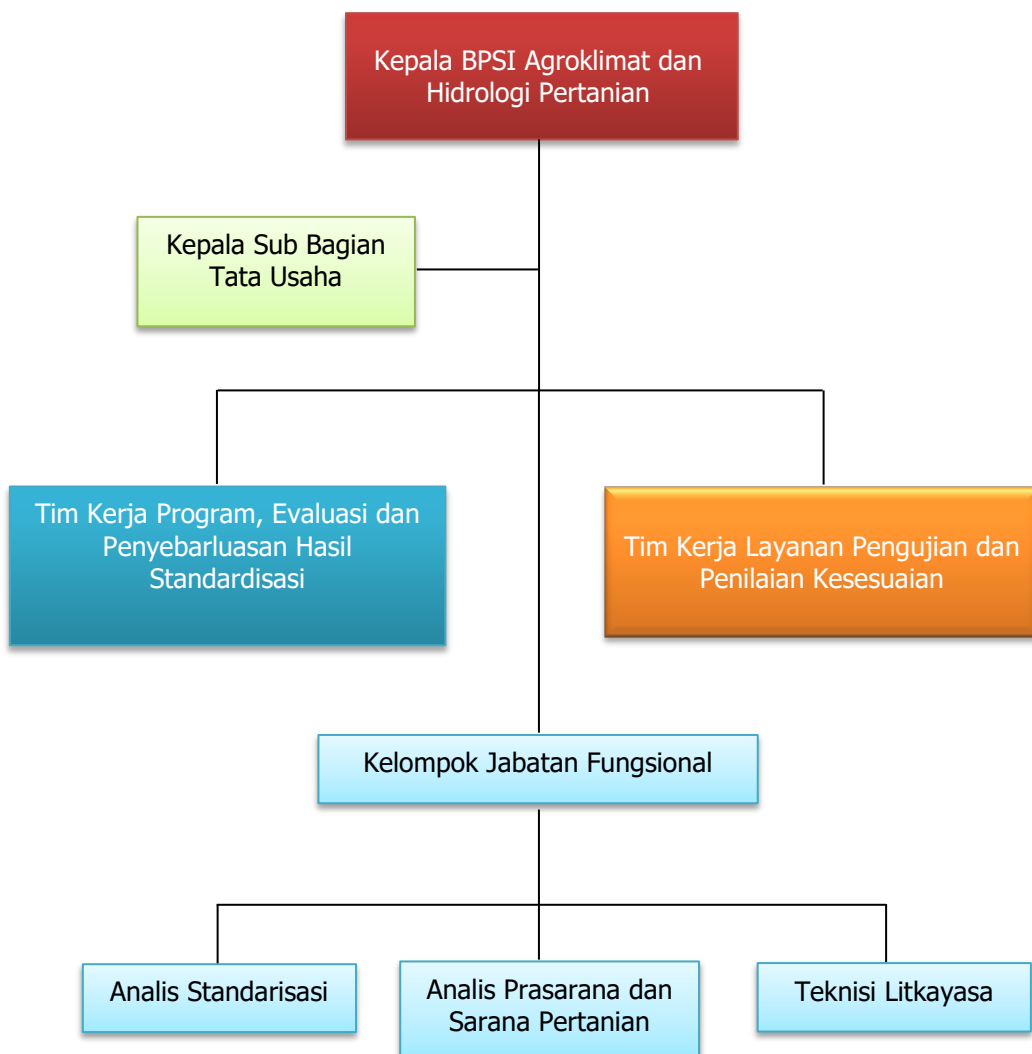 Kepala BPSI Agroklimat dan
Hidrologi Pertanian
Kepala Sub Bagian
Tata Usaha
Tim Kerja Program, Evaluasi dan
Penyebarluasan Hasil
Standardisasi
Tim Kerja Layanan Pengujian dan
Penilaian Kesesuaian
Kelompok Jabatan Fungsional
Analis Standarisasi
Analis Prasarana dan
Sarana Pertanian
Teknisi Litkayasa